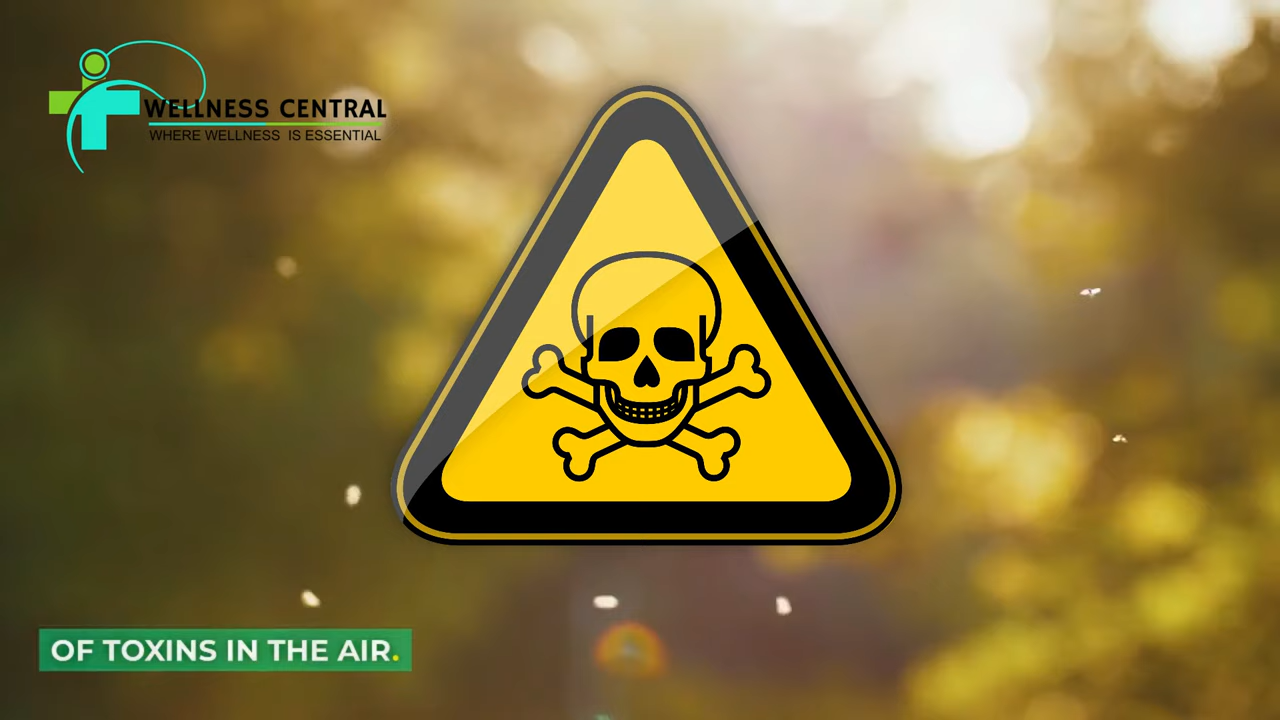 WELLNESS CENTRAL
WHERE WELLNESS IS ESSENTIAL
OF TOXINS IN THE AIR.